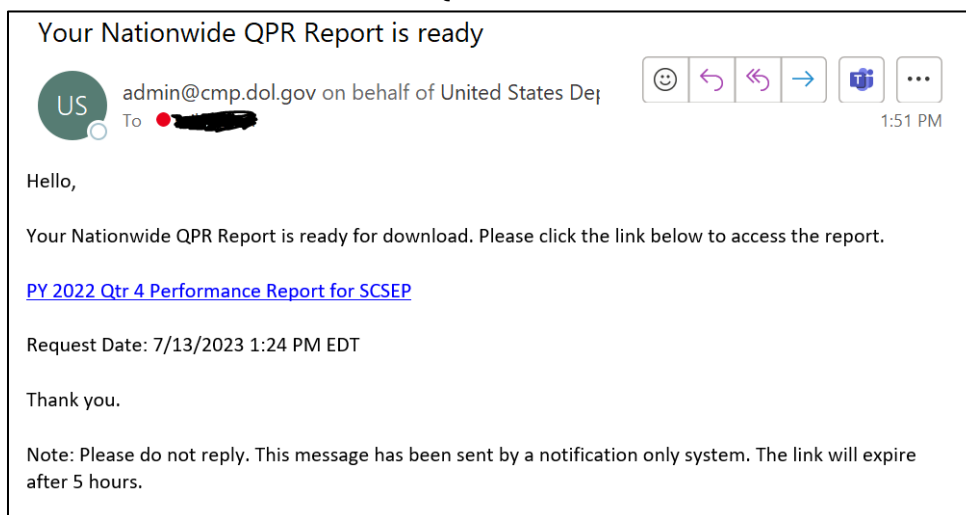 Your Nationwide QPR Report is ready
US
admin@cmp.dol.gov on behalf of United States De
To
1:51 PM
Hello,
Your Nationwide QPR Report is ready for download. Please click the link below to access the report.
PY 2022 Qtr 4 Performance Report for SCSEP
Request Date: 7/13/2023 1:24 PM EDT
Thank you.
Note: Please do not reply. This message has been sent by a notification only system. The link will expire
after 5 hours.